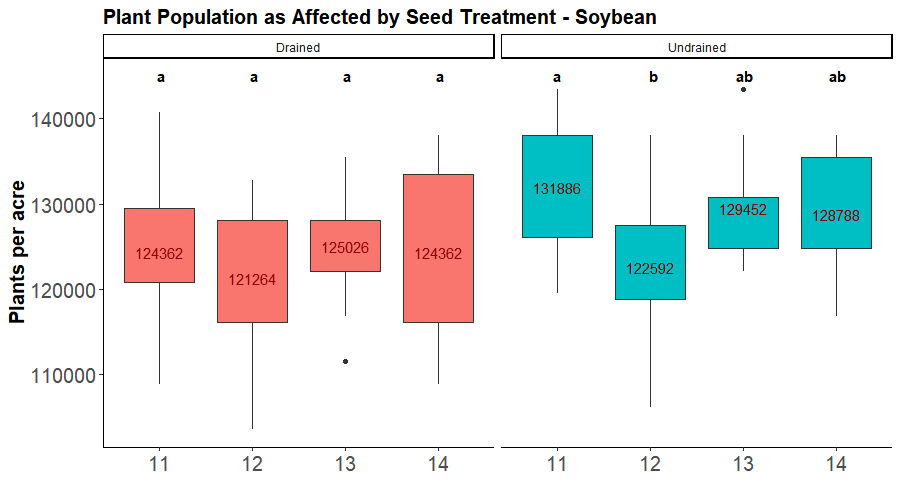 Plant Population as Affected by Seed Treatment - Soybean
Drained Undrained
a a a a a b ab ab
140000
130000
120000
110000
Plants per acre
124362 121264 125026 124362 131886 122592 129452 128788
11 12 13 14 11 12 13 14